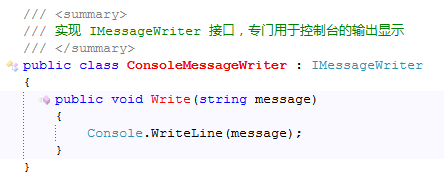 /// <summary>
/// 实现 IMessageWriter 接口，专门用于控制台的输出显示
/// </summary>
public class ConsoleMessageWriter : IMessageWriter
{
public void Write(string message)
{
Console.WriteLine(message);
}
}